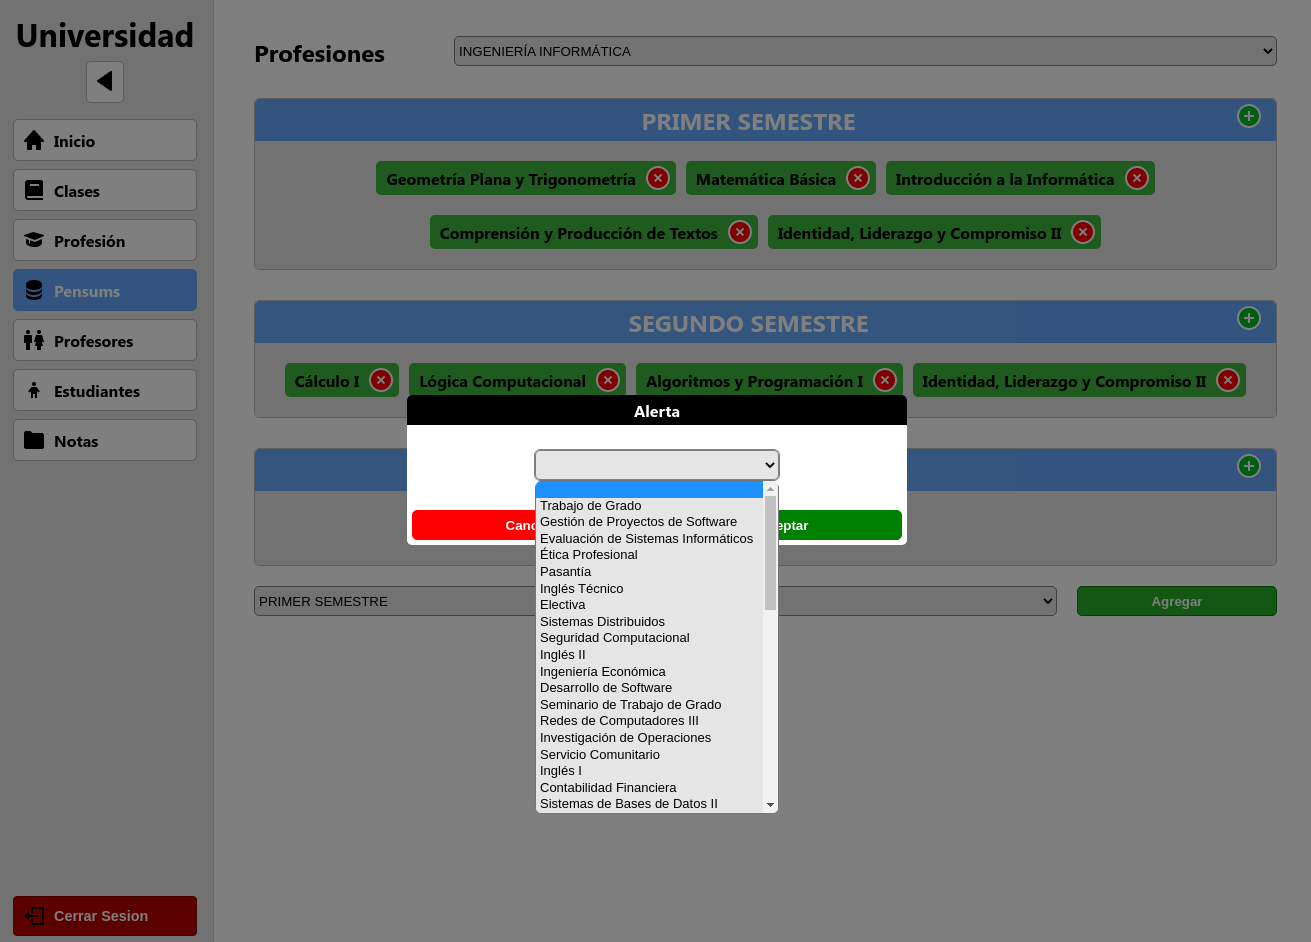 Universidad
Inicio
Clases
Profesión
Pensums
Profesores
Estudiantes
Notas
Cerrar Sesion
Profesiones
INGENIERÍA INFORMÁTICA
PRIMER SEMESTRE
Geometría Plana y Trigonometría
Matemática Básica
Introducción a la Informática
Comprensión y Producción de Textos
Identidad, Liderazgo y Compromiso II
SEGUNDO SEMESTRE
Cálculo I
Lógica Computacional
Algoritmos y Programación I
Identidad, Liderazgo y Compromiso II
Alerta
Trabajo de Grado
Gestión de Proyectos de Software
Evaluación de Sistemas Informáticos
Ética Profesional
Pasantía
Inglés Técnico
Electiva
Sistemas Distribuidos
Seguridad Computacional
Inglés II
Ingeniería Económica
Desarrollo de Software
Seminario de Trabajo de Grado
Redes de Computadores III
Investigación de Operaciones
Servicio Comunitario
Inglés I
Contabilidad Financiera
Sistemas de Bases de Datos II
PRIMER SEMESTRE
Agregar